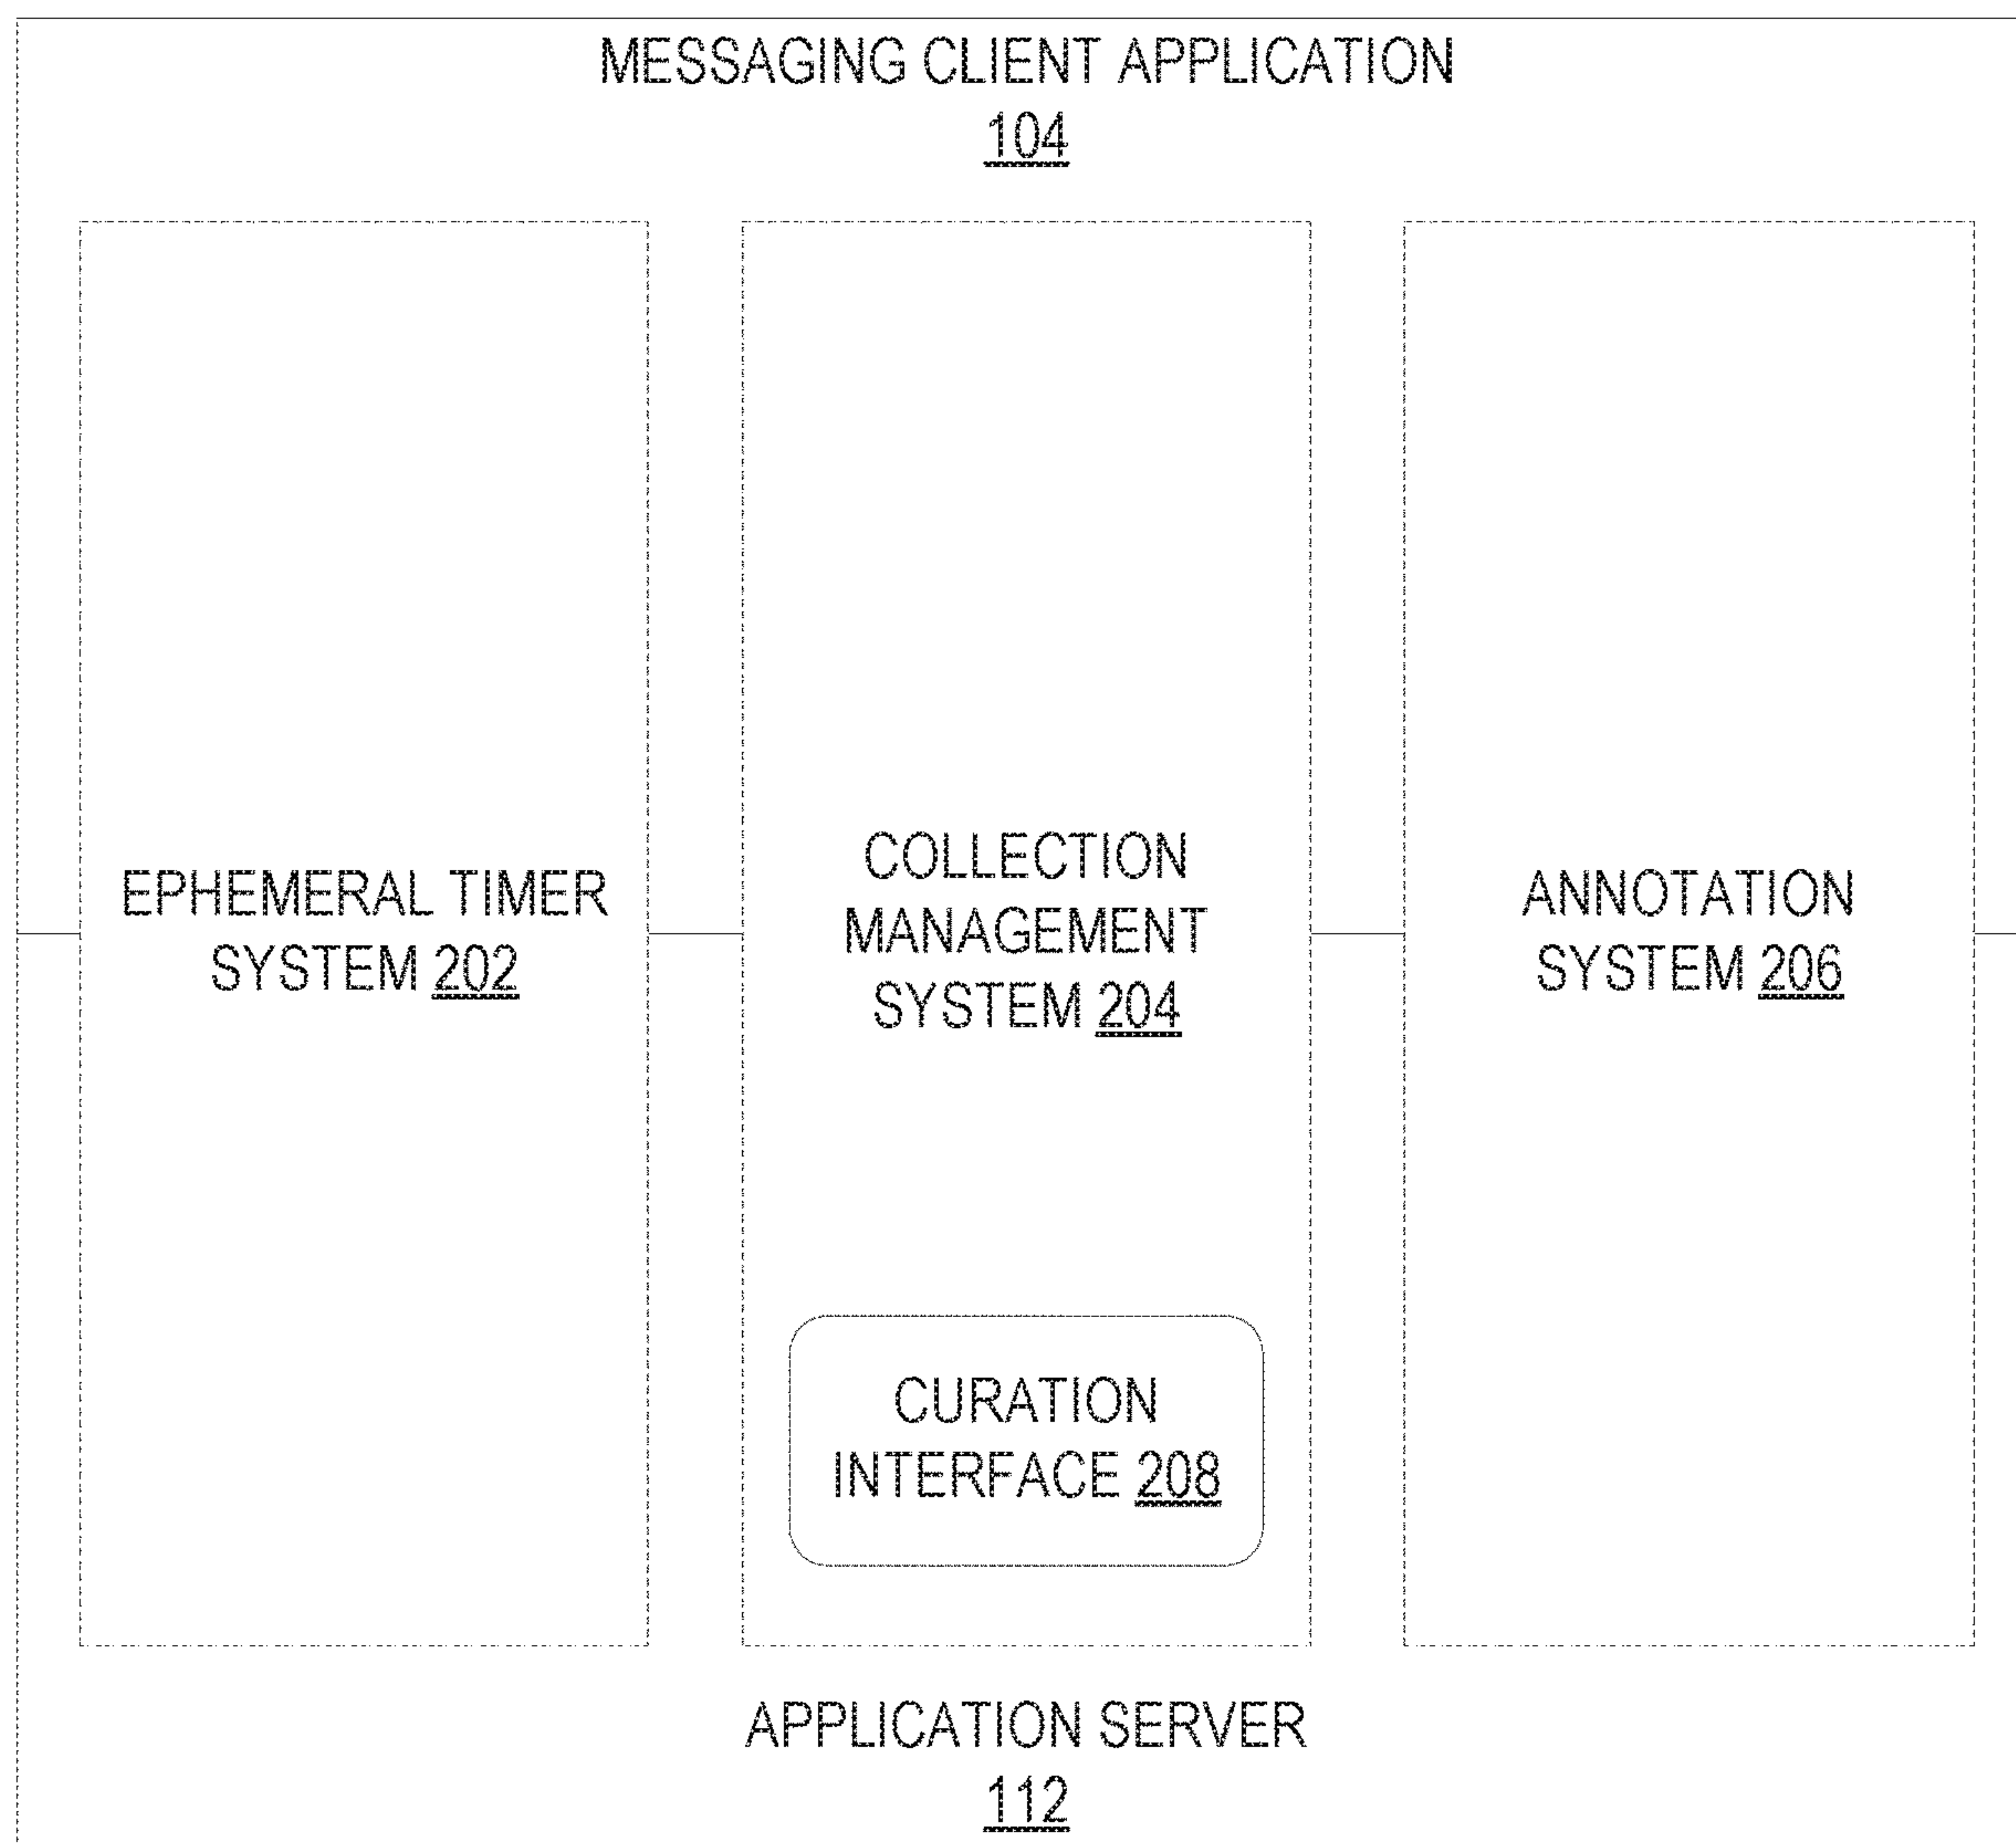 MESSAGING CLIENT APPLICATION
104
EPHEMERAL TIMER
SYSTEM 202
COLLECTION
MANAGEMENT
SYSTEM 204
CURATION
INTERFACE 208
ANNOTATION
SYSTEM 206
APPLICATION SERVER
112